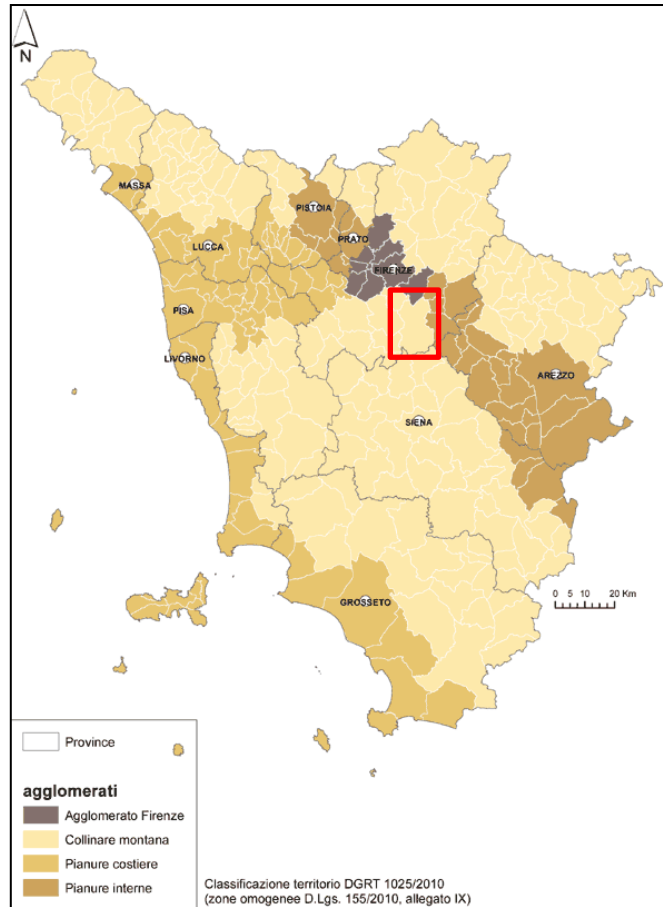 N
MASSA
PISTOIA
PRATO
LUCCA
FIRENZE
PISA
LIVORNO
AREZZO
SIENA
GROSSETO
0 5 10 20 Km
Province
agglomerati
Agglomerato Firenze
Collinare montana
Pianure costiere
Pianure interne
Classificazione territorio DGRT 1025/2010
(zone omogenee D.Lgs. 155/2010, allegato IX)